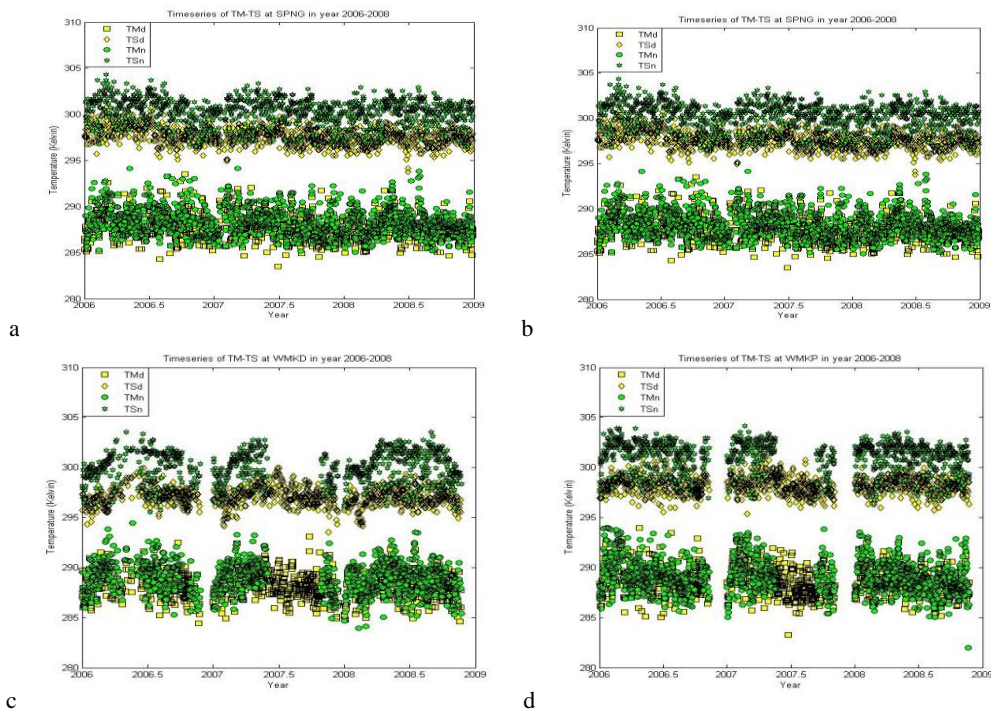 Timeseries of TM-TS at SPNG in year 2006-2008
310
305
300
295
290
285
280
Temperature (Kelvin)
TMd
TSd
TMn
TSn
2006
2006.5
2007
2007.5
2008
2008.5
2009
Year
a
Timeseries of TM-TS at SPNG in year 2006-2008
310
305
300
295
290
285
280
Temperature (Kelvin)
TMd
TSd
TMn
TSn
2006
2006.5
2007
2007.5
2008
2008.5
2009
Year
b
Timeseries of TM-TS at WMKD in year 2006-2008
310
305
300
295
290
285
280
Temperature (Kelvin)
TMd
TSd
TMn
TSn
2006
2006.5
2007
2007.5
2008
2008.5
2009
Year
c
Timeseries of TM-TS at WMKP in year 2006-2008
310
305
300
295
290
285
280
Temperature (Kelvin)
TMd
TSd
TMn
TSn
2006
2006.5
2007
2007.5
2008
2008.5
2009
Year
d